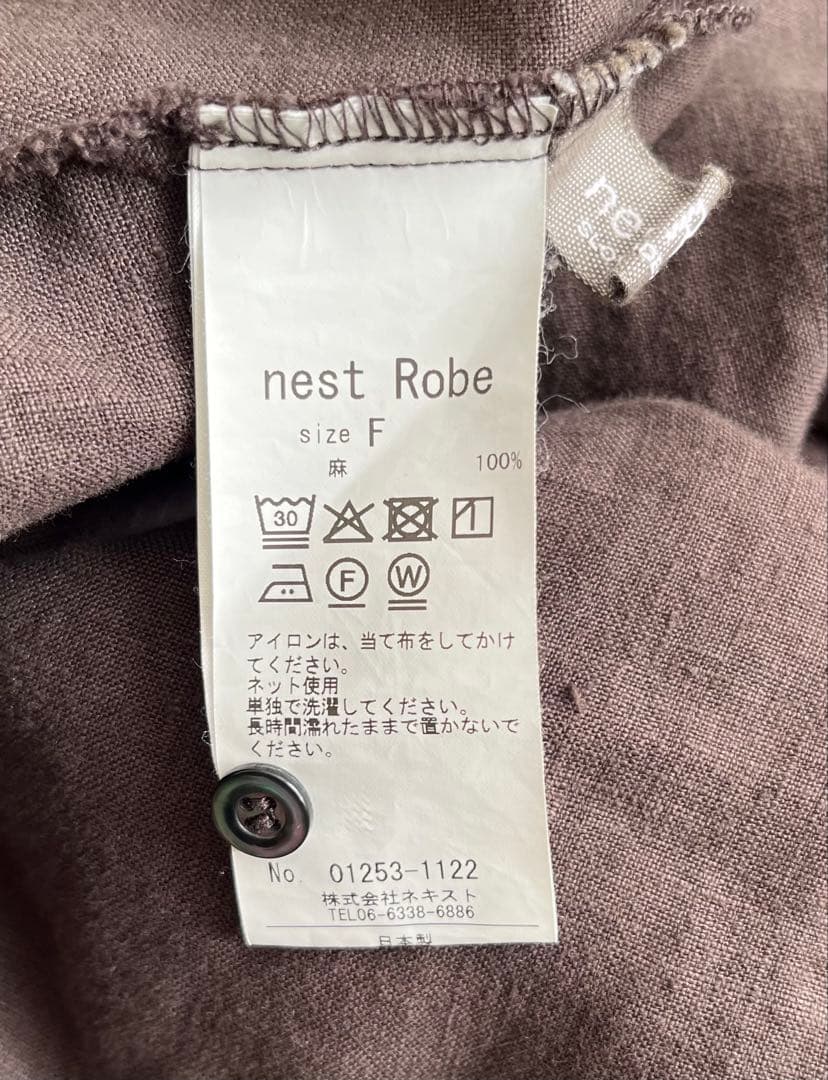 nest Robe
size F
麻 100%
30
F W
アイロンは、当て布をしてかけ
てください。
ネット使用
単独で洗濯してください。
長時間濡れたままで置かないで
ください。
No. 01253-1122
株式会社ネキスト
TEL06-6338-6886
日本製
ne